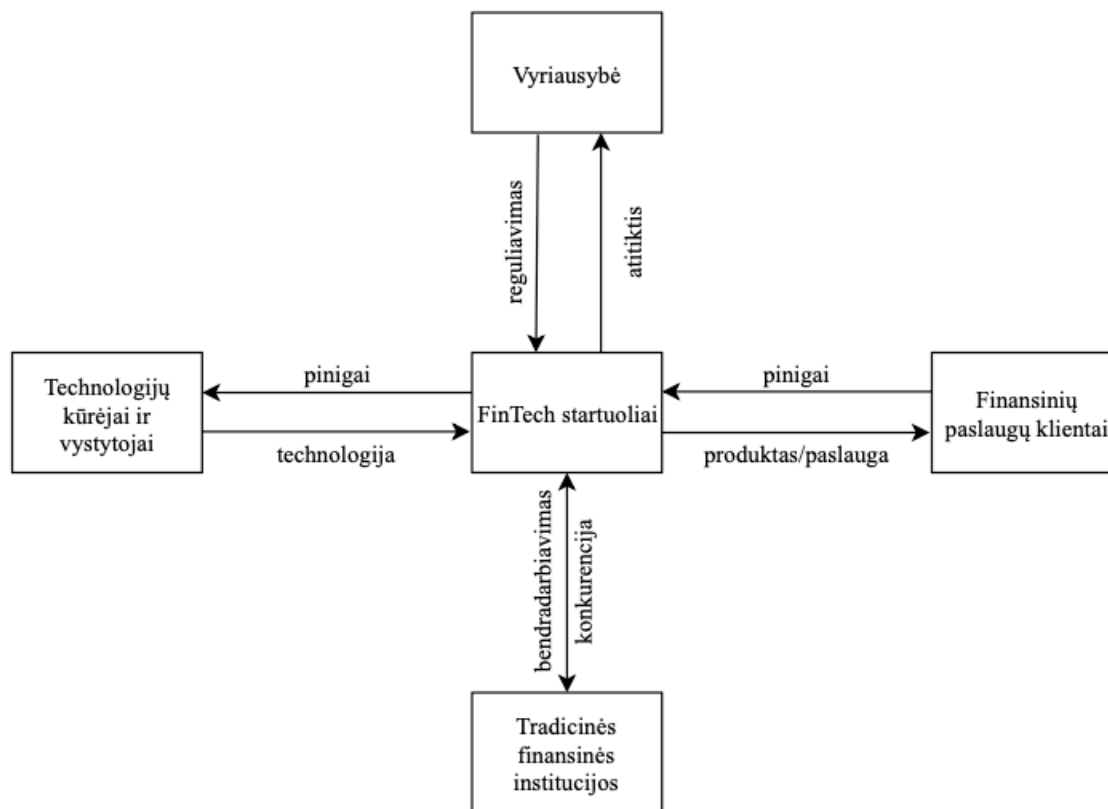 Vyriausybė
reguliavimas
atitiktis
Technologijų
kūrėjai ir
vystytojai
pinigai
technologija
FinTech startuoliai
pinigai
produktas/paslauga
Finansinių
paslaugų klientai
bendradarbiavimas
konkurencija
Tradicinės
finansinės
institucijos